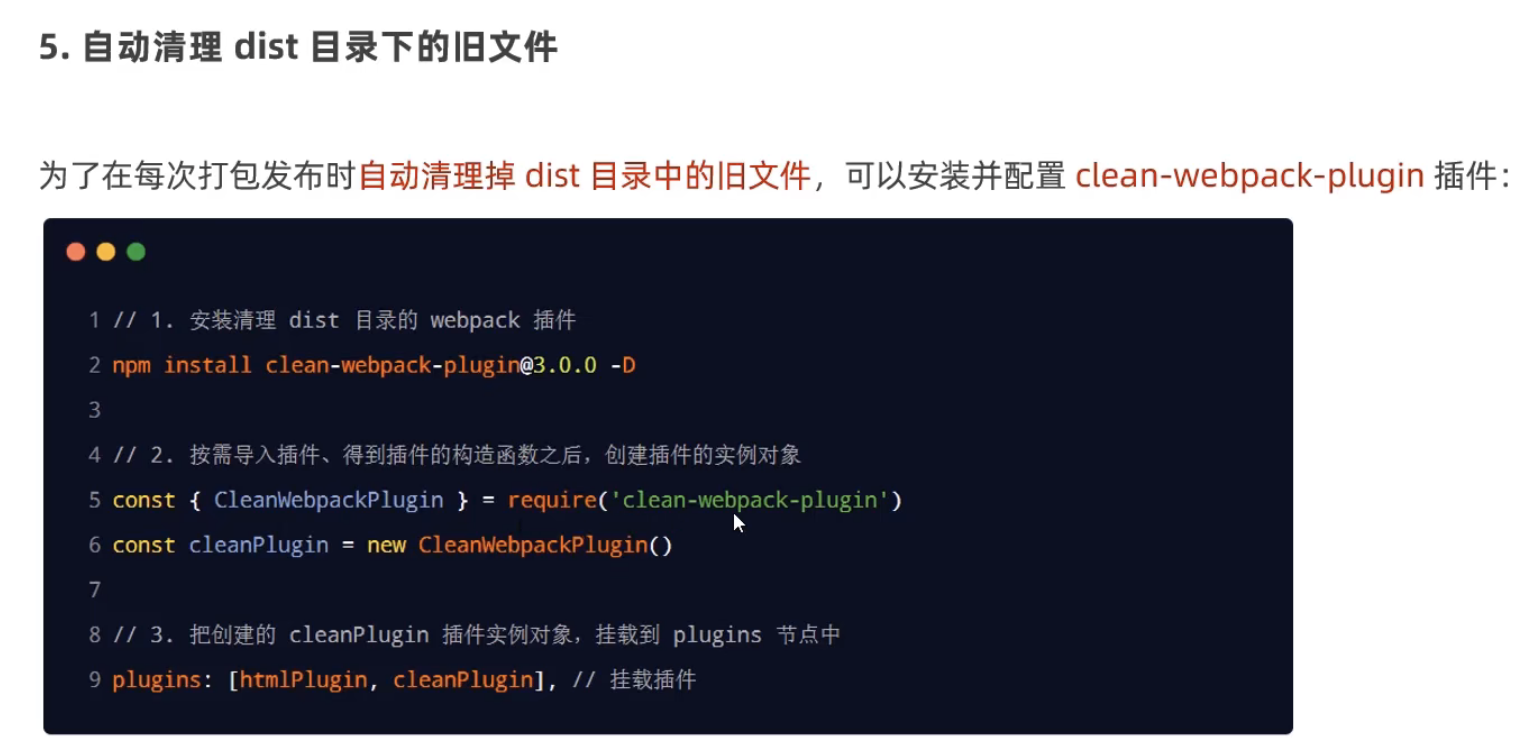 5. 自动清理 dist 目录下的旧文件
为了在每次打包发布时自动清理掉 dist 目录中的旧文件，可以安装并配置 clean-webpack-plugin 插件：
1 // 1. 安装清理 dist 目录的 webpack 插件
2 npm install clean-webpack-plugin@3.0.0 -D
3
4 // 2. 按需导入插件、得到插件的构造函数之后，创建插件的实例对象
5 const { CleanWebpackPlugin } = require('clean-webpack-plugin')
6 const cleanPlugin = new CleanWebpackPlugin()
7
8 // 3. 把创建的 cleanPlugin 插件实例对象，挂载到 plugins 节点中
9 plugins: [htmlPlugin, cleanPlugin], // 挂载插件